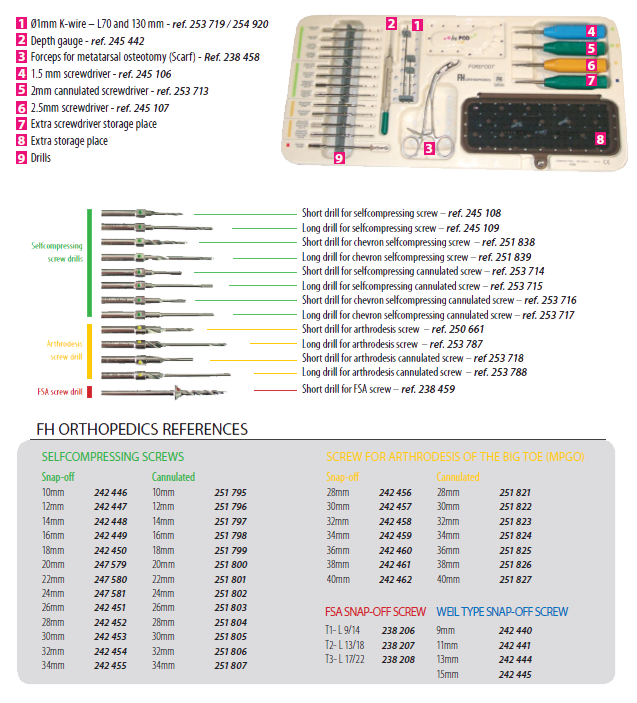 1 Ø1mm K-wire – L70 and 130 mm - ref. 253 719 / 254 920
2 Depth gauge - ref. 245 442
3 Forceps for metatarsal osteotomy (Scarf) - Ref. 238 458
4 1.5 mm screwdriver - ref. 245 106
5 2mm cannulated screwdriver - ref. 253 713
6 2.5mm screwdriver - ref. 245 107
7 Extra screwdriver storage place
8 Extra storage place
9 Drills
2 1
4
5
6
7
3
8
9
POD
FOREFOOT
FH ORTHOPEDICS
Selfcompressing
screw drills
Short drill for selfcompressing screw – ref. 245 108
Long drill for selfcompressing screw – ref. 245 109
Short drill for chevron selfcompressing screw – ref. 251 838
Long drill for chevron selfcompressing screw – ref. 251 839
Short drill for selfcompressing cannulated screw – ref. 253 714
Long drill for selfcompressing cannulated screw – ref. 253 715
Short drill for chevron selfcompressing cannulated screw – ref. 253 716
Long drill for chevron selfcompressing cannulated screw – ref. 253 717
Arthrodesis
screw drill
Short drill for arthrodesis screw – ref. 250 661
Long drill for arthrodesis screw – ref. 253 787
Short drill for arthrodesis cannulated screw – ref 253 718
Long drill for arthrodesis cannulated screw – ref. 253 788
FSA screw drill
Short drill for FSA screw – ref. 238 459
FH ORTHOPEDICS REFERENCES
SELFCOMPRESSING SCREWS
Snap-off Cannulated
10mm 242 446 10mm 251 795
12mm 242 447 12mm 251 796
14mm 242 448 14mm 251 797
16mm 242 449 16mm 251 798
18mm 242 450 18mm 251 799
20mm 247 579 20mm 251 800
22mm 247 580 22mm 251 801
24mm 247 581 24mm 251 802
26mm 242 451 26mm 251 803
28mm 242 452 28mm 251 804
30mm 242 453 30mm 251 805
32mm 242 454 32mm 251 806
34mm 242 455 34mm 251 807
SCREW FOR ARTHRODESIS OF THE BIG TOE (MPGO)
Snap-off Cannulated
28mm 242 456 28mm 251 821
30mm 242 457 30mm 251 822
32mm 242 458 32mm 251 823
34mm 242 459 34mm 251 824
36mm 242 460 36mm 251 825
38mm 242 461 38mm 251 826
40mm 242 462 40mm 251 827
FSA SNAP-OFF SCREW
T1- L 9/14 238 206
T2- L 13/18 238 207
T3- L 17/22 238 208
WEIL TYPE SNAP-OFF SCREW
9mm 242 440
11mm 242 441
13mm 242 444
15mm 242 445